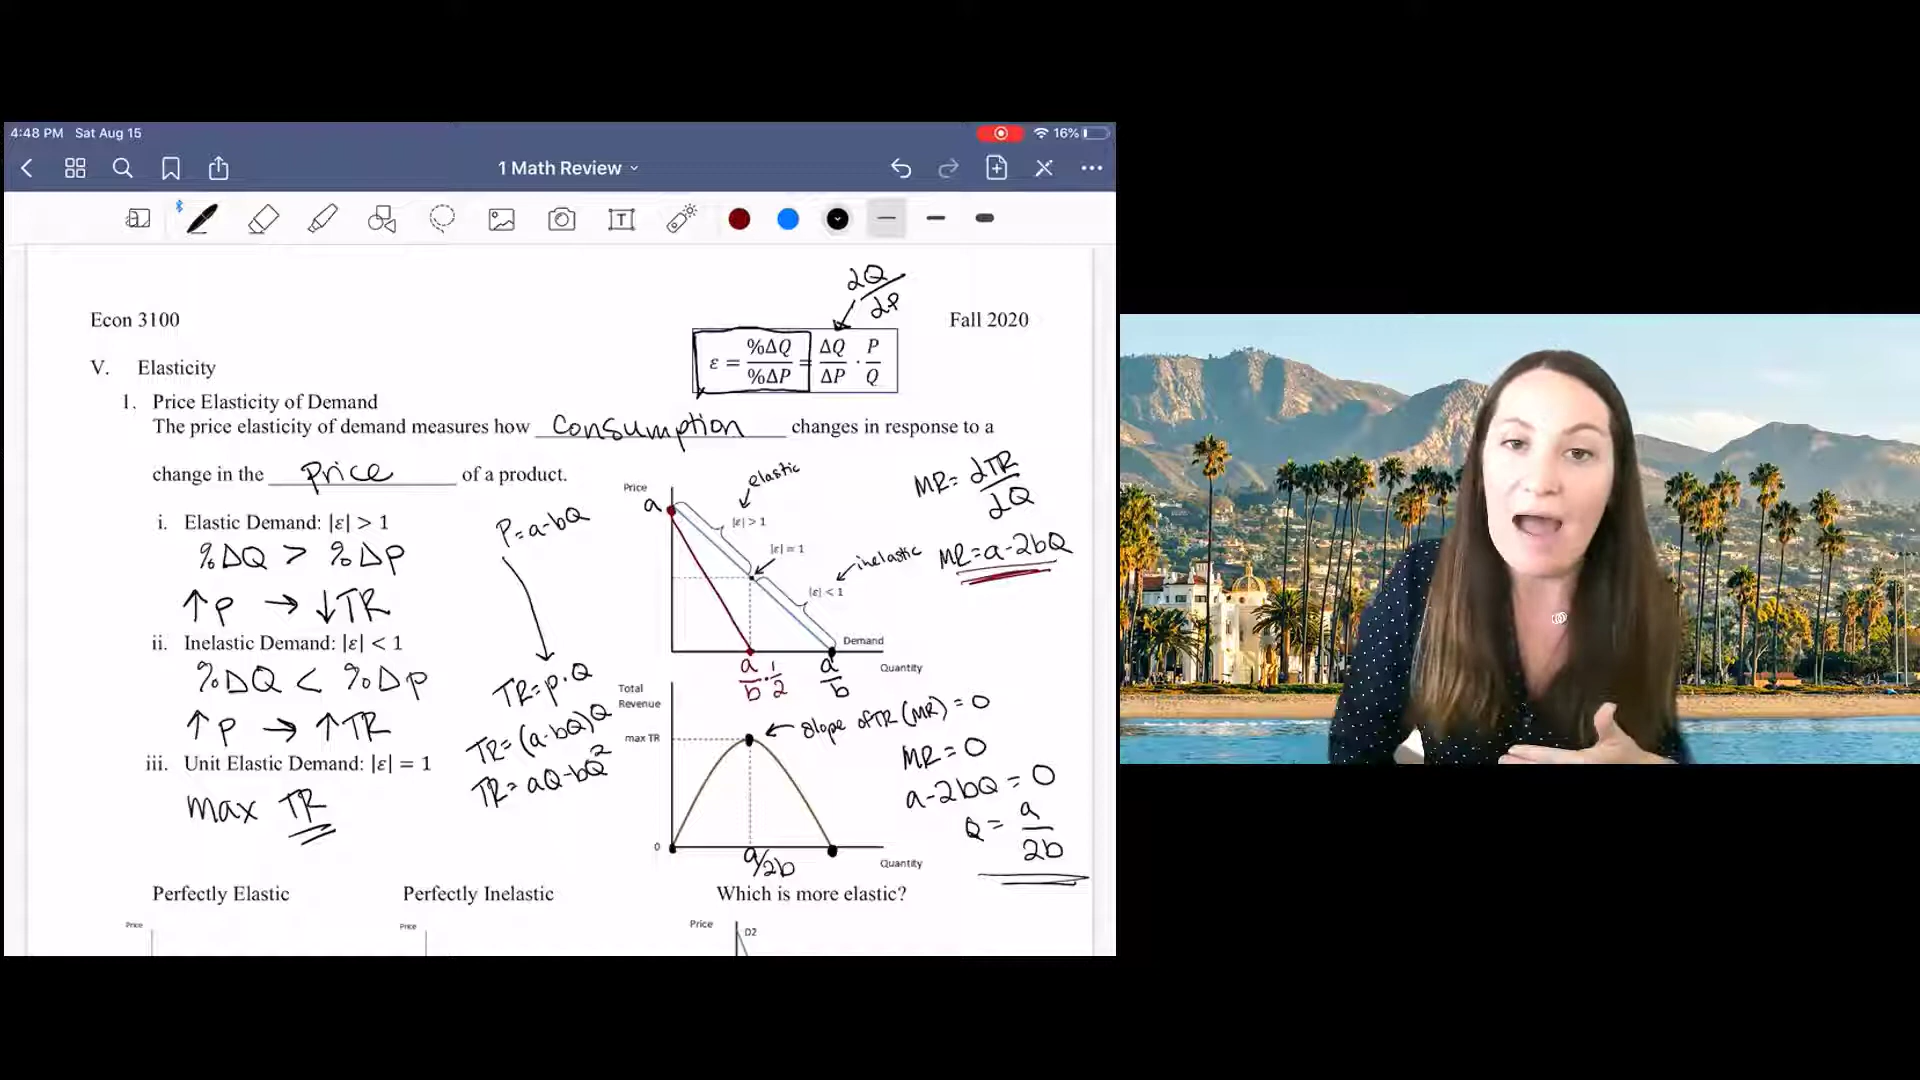 4:48 PM Sat Aug 15
16%
1 Math Review
T
∂Q/∂P
Econ 3100
Fall 2020
ε = %ΔQ/%ΔP = ΔQ/ΔP · P/Q
V. Elasticity
1. Price Elasticity of Demand
The price elasticity of demand measures how consumption changes in response to a
change in the price of a product.
i. Elastic Demand: |ε| > 1
%ΔQ > %Δp
↑p → ↓TR
ii. Inelastic Demand: |ε| < 1
%ΔQ < %Δp
↑p → ↑TR
iii. Unit Elastic Demand: |ε| = 1
max TR
P=a-bQ
TR=p·Q
TR=(a-bQ)Q
TR=aQ-bQ²
Price
a
elastic
|ε| > 1
|ε| = 1
inelastic
|ε| < 1
Demand
Quantity
a/b · 1/2
a/b
MR= ∂TR/∂Q
MR=a-2bQ
Total
Revenue
max TR
0
a/2b
Quantity
← slope of TR (MR) = 0
MR=0
a-2bQ=0
Q= a/2b
Perfectly Elastic
Perfectly Inelastic
Which is more elastic?
Price
Price
Price
D2